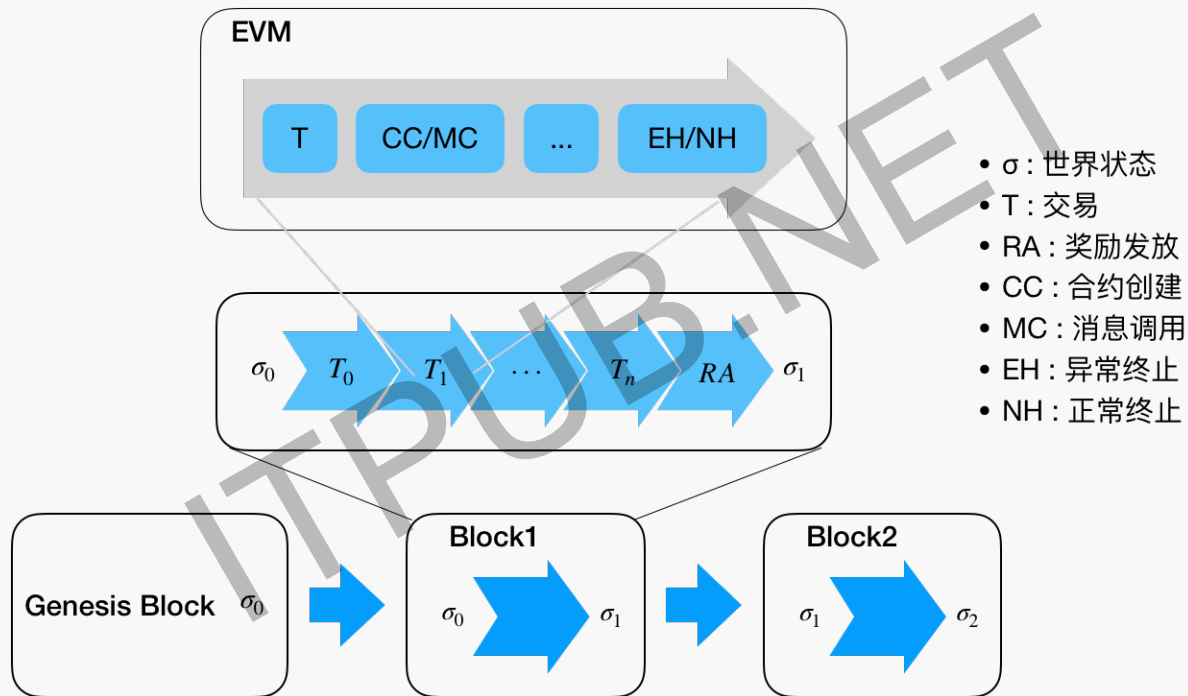 EVM
T
CC/MC
...
EH/NH
• σ : 世界状态
• T : 交易
• RA : 奖励发放
• CC : 合约创建
• MC : 消息调用
• EH : 异常终止
• NH : 正常终止
σ₀ T₀ T₁ ··· Tₙ RA σ₁
Genesis Block σ₀
Block1
σ₀ σ₁
Block2
σ₁ σ₂
ITPUB.NET